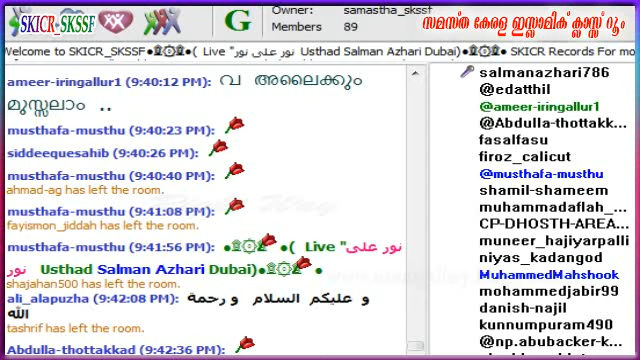 SKICR_SKSSF
Owner: samastha_skssf
Members 89
സമസ്ത കേരള ഇസ്ലാമിക് ക്ലാസ്സ് റൂം
Welcome to SKICR_SKSSF●۩۞۩●( Live "نور على نور" Usthad Salman Azhari Dubai)●۩۞۩● SKICR Records For mo
ameer-iringallur1 (9:40:12 PM): വ അലൈക്കും
മുസ്സലാം ..
musthafa-musthu (9:40:23 PM):
siddeequesahib (9:40:26 PM):
musthafa-musthu (9:40:40 PM):
ahmad-ag has left the room.
musthafa-musthu (9:41:08 PM):
fayismon_jiddah has left the room.
musthafa-musthu (9:41:56 PM): ●۩۞۩ ●( Live "نور على
نور Usthad Salman Azhari Dubai)●۩۞۩ ●
shajahan500 has left the room.
ali_alapuzha (9:42:08 PM): و عليكم السلام و رحمة
الله
tashrif has left the room.
Abdulla-thottakkad (9:42:36 PM):
salmanazhari786
@edatthil
@ameer-iringallur1
@Abdulla-thottakk...
fasalfasu
firoz_calicut
@musthafa-musthu
shamil-shameem
muhammadaflah_...
CP-DHOSTH-AREA...
muneer_hajiyarpalli
niyas_kadangod
MuhammedMahshook
mohammedjabir99
danish-najil
kunnumpuram490
@np.abubacker-k...